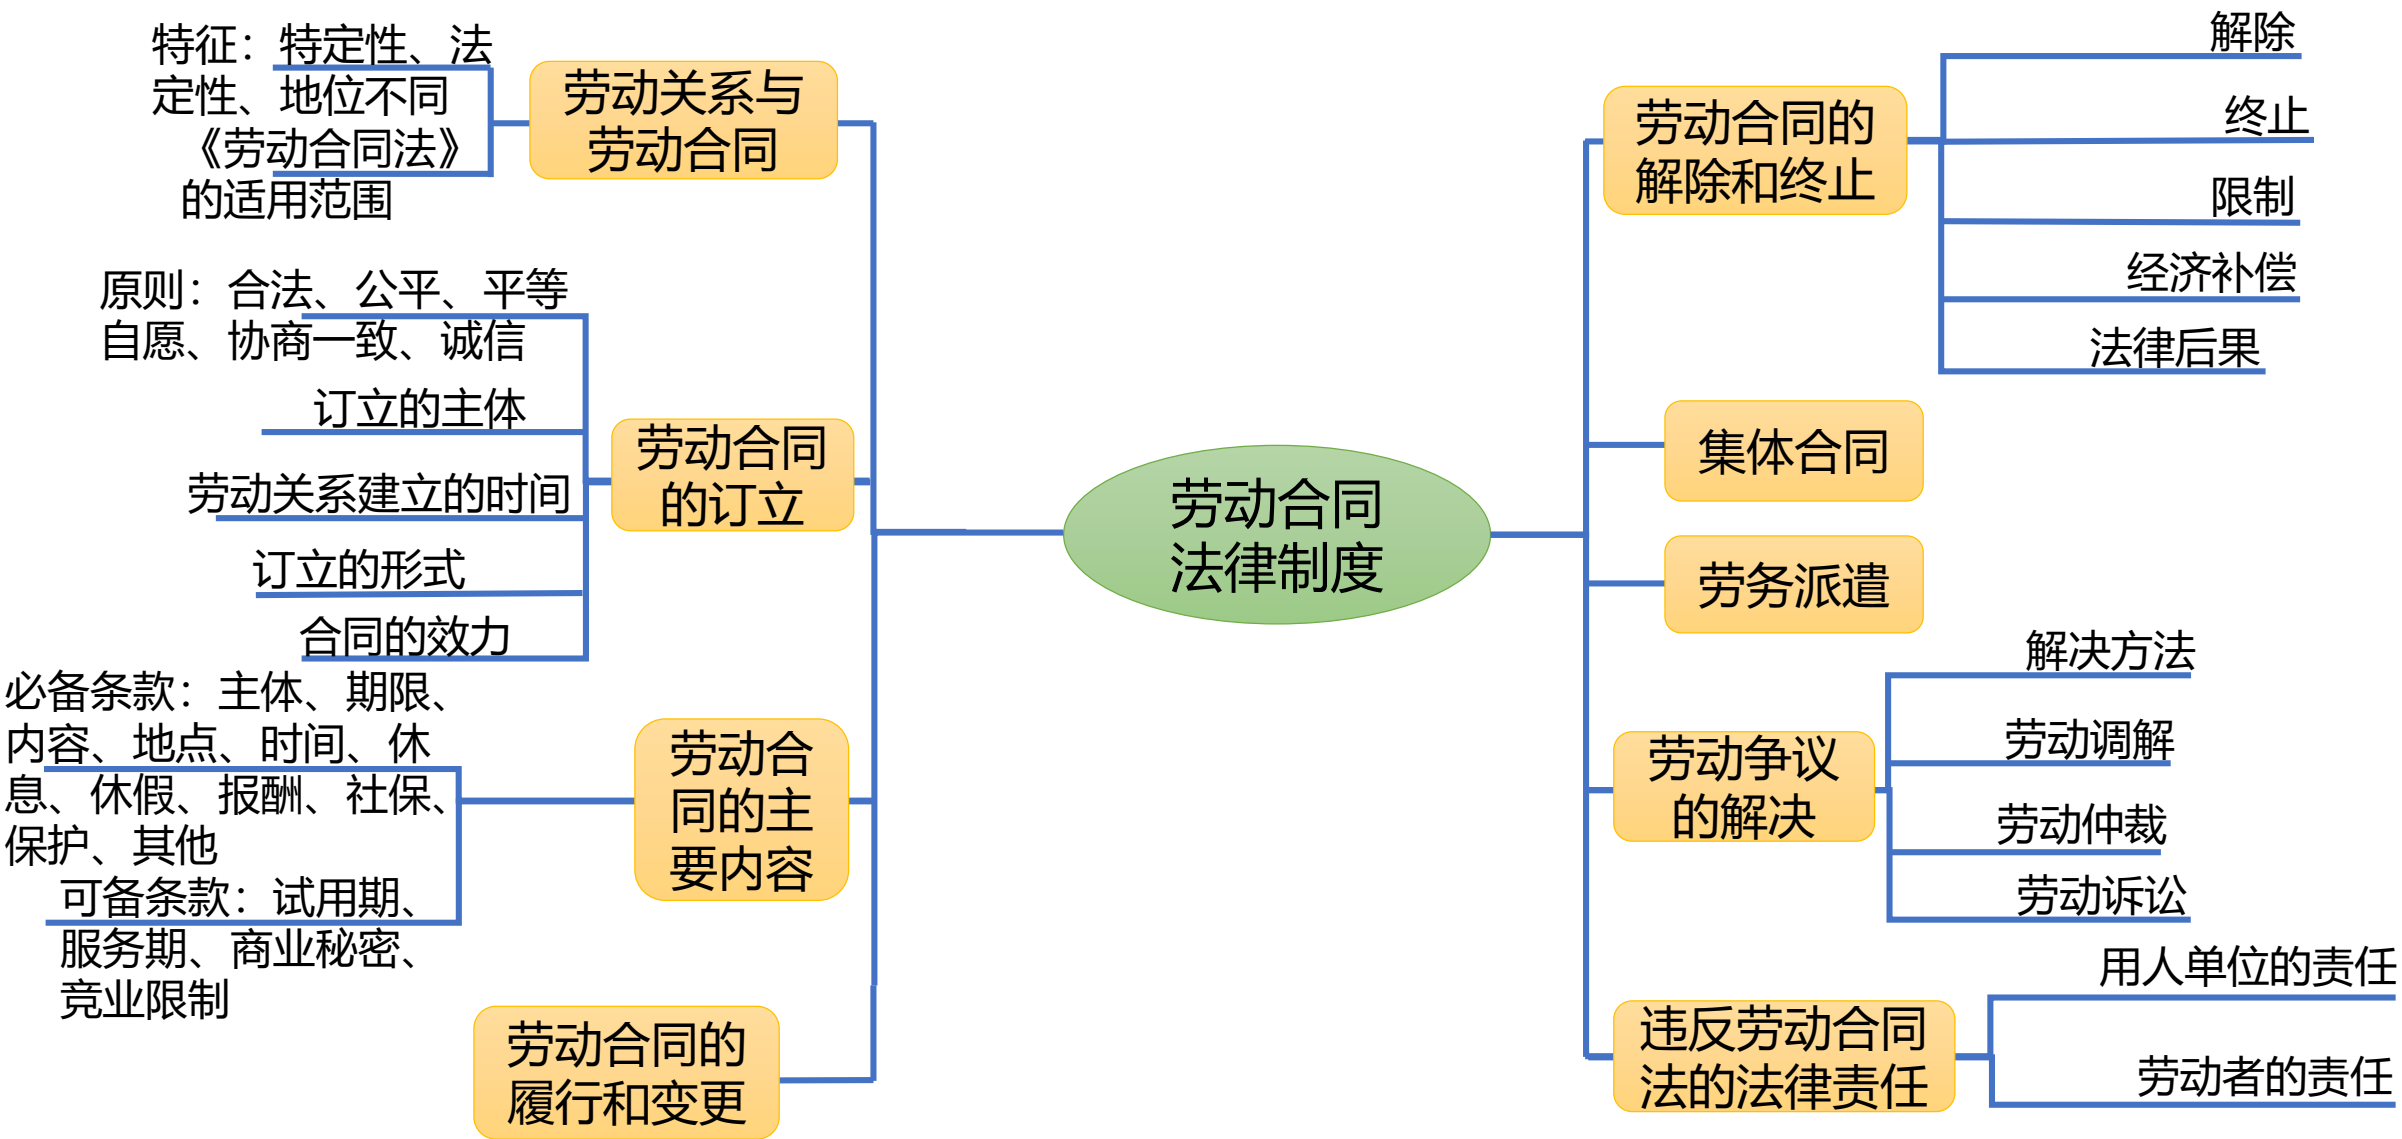 劳动合同
法律制度
特征：特定性、法
定性、地位不同
《劳动合同法》
的适用范围
劳动关系与
劳动合同
原则：合法、公平、平等
自愿、协商一致、诚信
订立的主体
劳动关系建立的时间
订立的形式
合同的效力
劳动合同
的订立
必备条款：主体、期限、
内容、地点、时间、休
息、休假、报酬、社保、
保护、其他
可备条款：试用期、
服务期、商业秘密、
竞业限制
劳动合
同的主
要内容
劳动合同的
履行和变更
劳动合同的
解除和终止
解除
终止
限制
经济补偿
法律后果
集体合同
劳务派遣
劳动争议
的解决
解决方法
劳动调解
劳动仲裁
劳动诉讼
违反劳动合同
法的法律责任
用人单位的责任
劳动者的责任